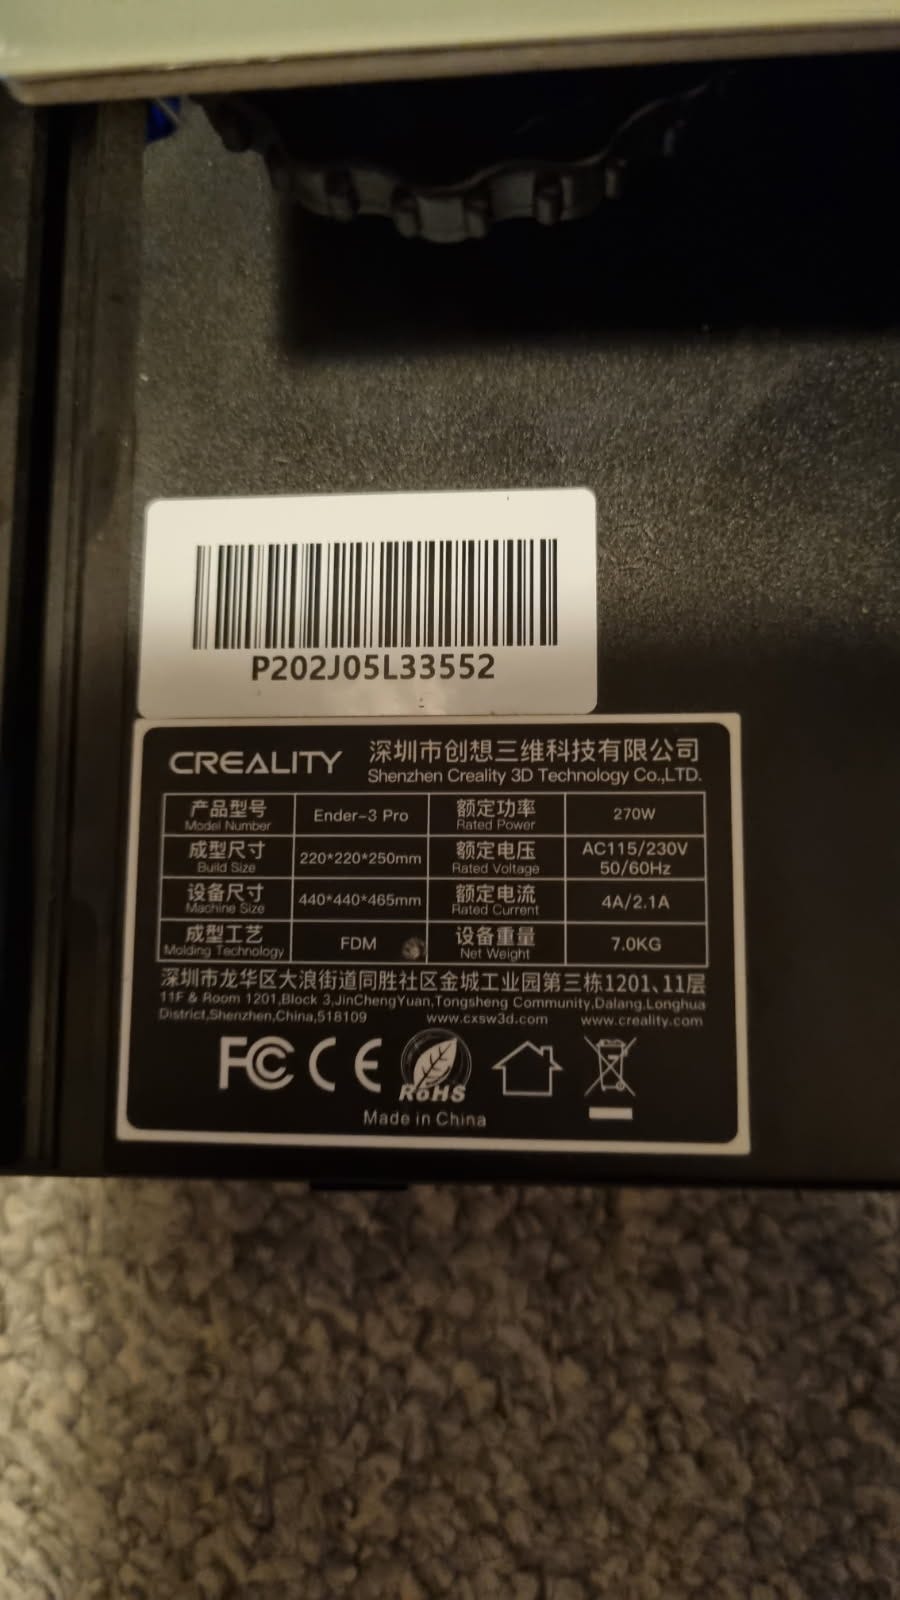 P202J05L33552
CREALITY 深圳市创想三维科技有限公司
Shenzhen Creality 3D Technology Co.,LTD.
产品型号 Ender-3 Pro 额定功率 270W
Model Number Rated Power
成型尺寸 220*220*250mm 额定电压 AC115/230V
Build Size Rated Voltage 50/60Hz
设备尺寸 440*440*465mm 额定电流 4A/2.1A
Machine Size Rated Current
成型工艺 FDM 设备重量 7.0KG
Molding Technology Net Weight
深圳市龙华区大浪街道同胜社区金城工业园第三栋1201、11层
11F & Room 1201,Block 3,JinChengYuan,Tongsheng Community,Dalang,Longhua
District,Shenzhen,China,518109 www.cxsw3d.com www.creality.com
FC CE RoHS
Made in China